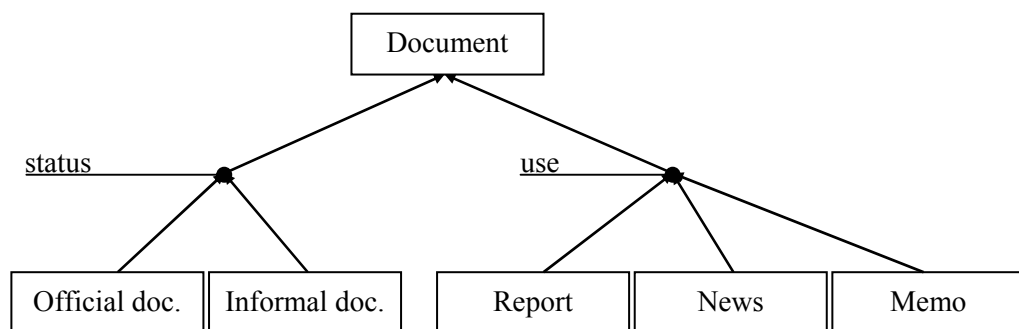 Document
status
use
Official doc.
Informal doc.
Report
News
Memo